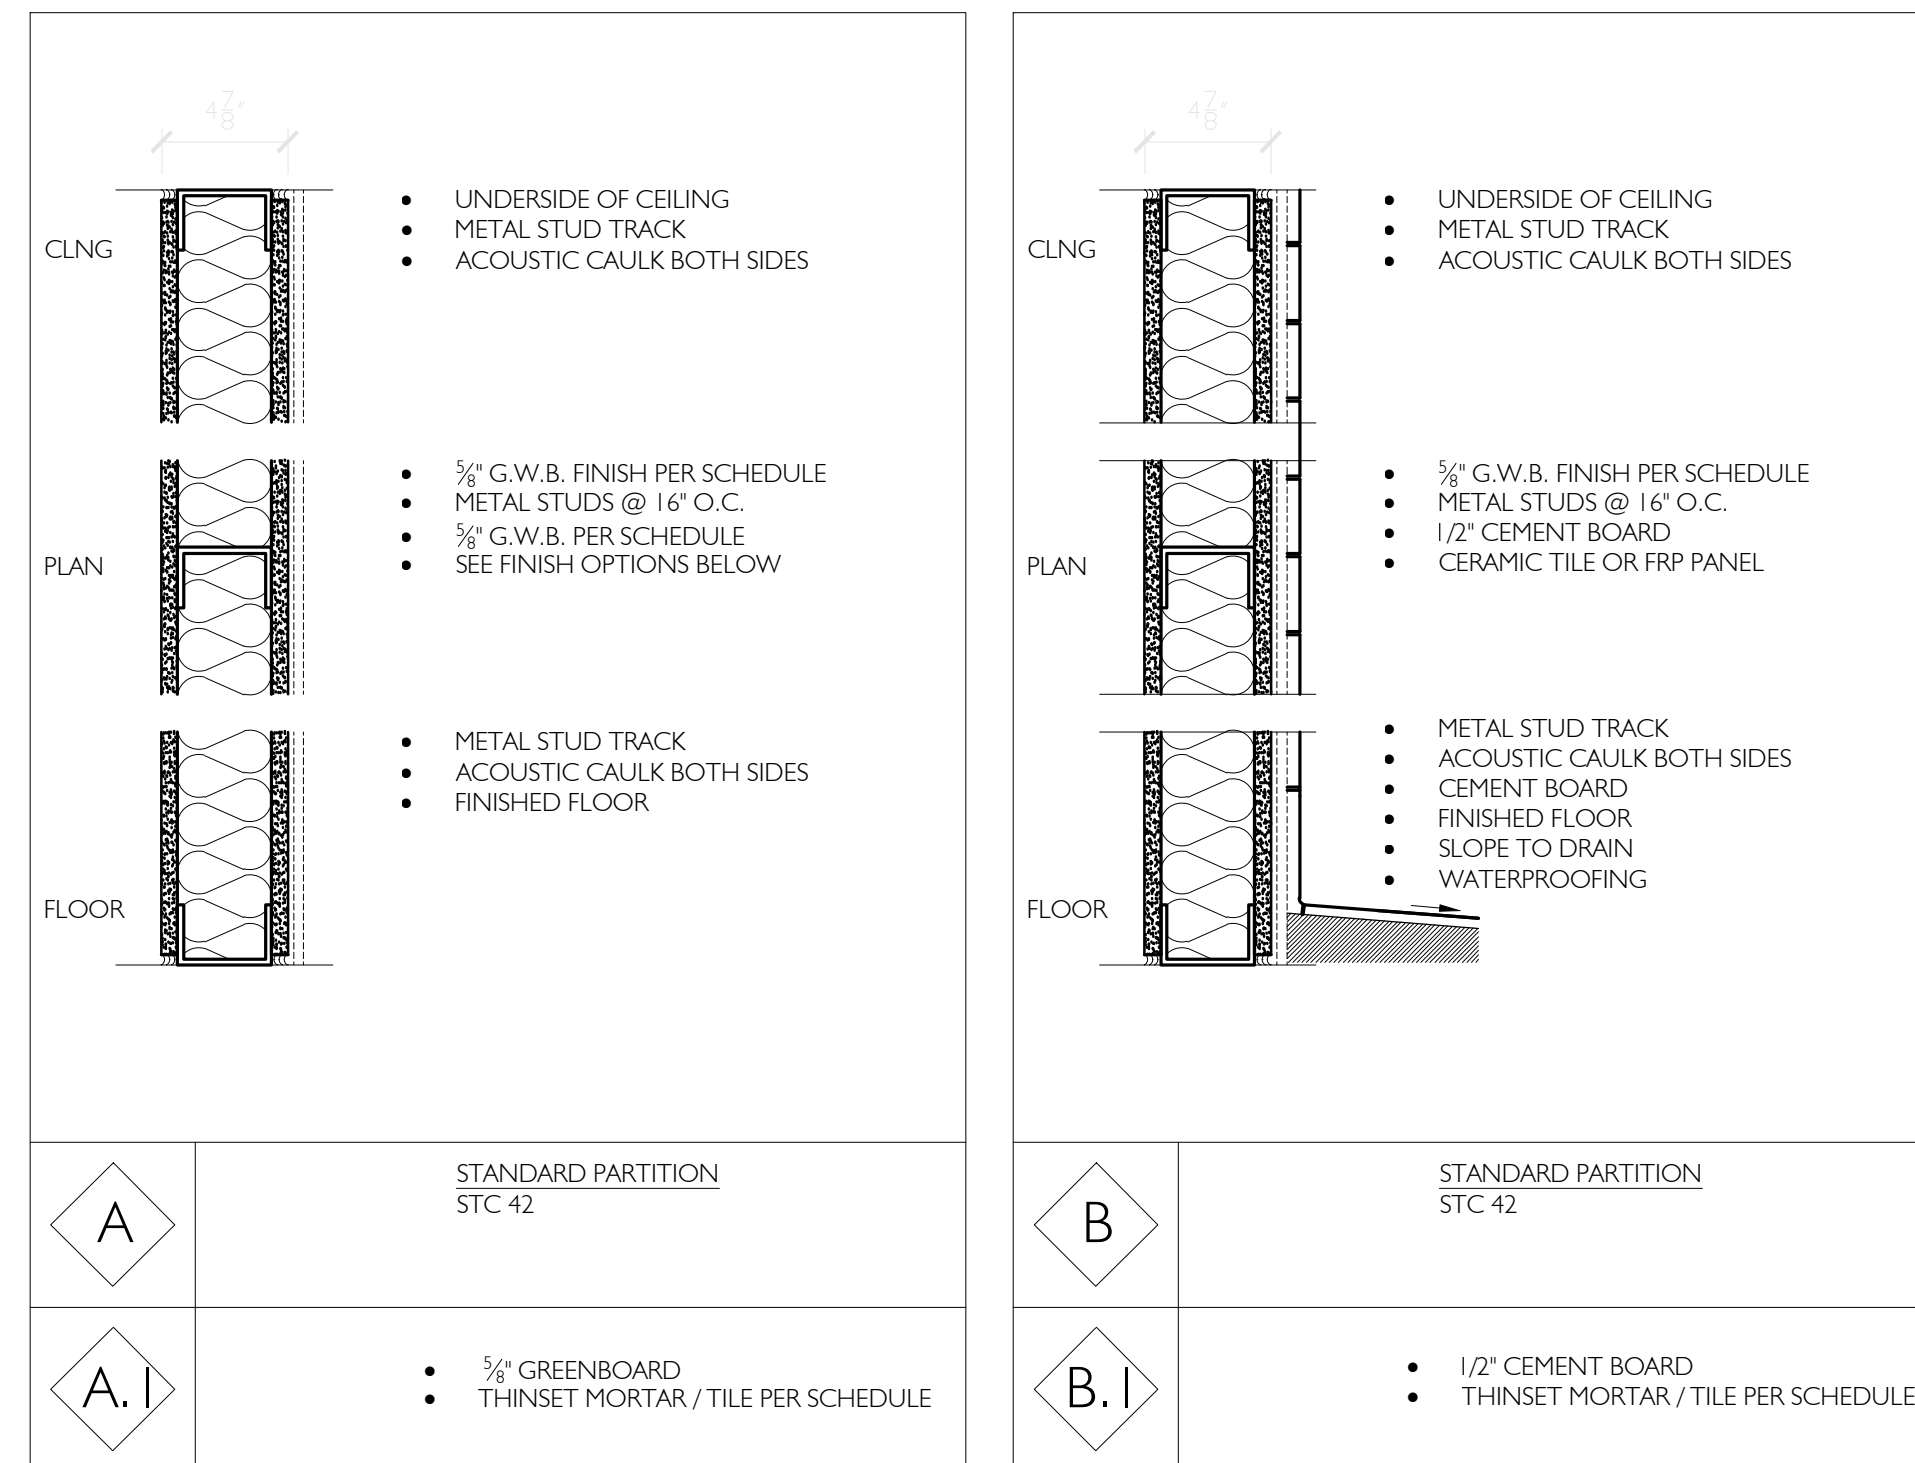 4 7/8"
CLNG
• UNDERSIDE OF CEILING
• METAL STUD TRACK
• ACOUSTIC CAULK BOTH SIDES
PLAN
• 5/8" G.W.B. FINISH PER SCHEDULE
• METAL STUDS @ 16" O.C.
• 5/8" G.W.B. PER SCHEDULE
• SEE FINISH OPTIONS BELOW
FLOOR
• METAL STUD TRACK
• ACOUSTIC CAULK BOTH SIDES
• FINISHED FLOOR
A
STANDARD PARTITION
STC 42
A.1
• 5/8" GREENBOARD
• THINSET MORTAR / TILE PER SCHEDULE
4 7/8"
CLNG
• UNDERSIDE OF CEILING
• METAL STUD TRACK
• ACOUSTIC CAULK BOTH SIDES
PLAN
• 5/8" G.W.B. FINISH PER SCHEDULE
• METAL STUDS @ 16" O.C.
• 1/2" CEMENT BOARD
• CERAMIC TILE OR FRP PANEL
FLOOR
• METAL STUD TRACK
• ACOUSTIC CAULK BOTH SIDES
• CEMENT BOARD
• FINISHED FLOOR
• SLOPE TO DRAIN
• WATERPROOFING
B
STANDARD PARTITION
STC 42
B.1
• 1/2" CEMENT BOARD
• THINSET MORTAR / TILE PER SCHEDULE